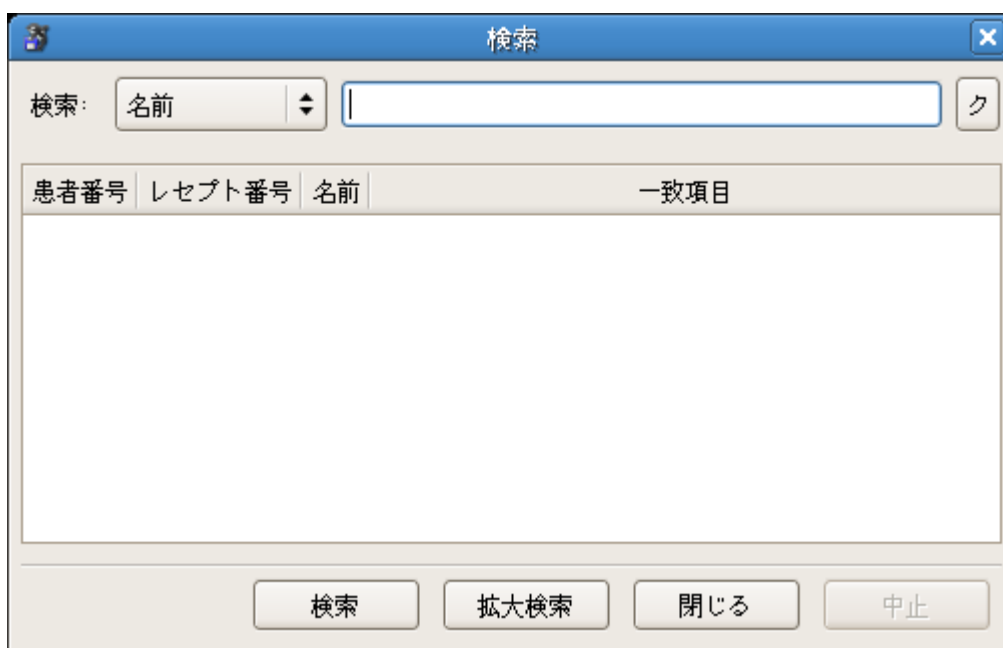 検索
検索: 名前 ク
患者番号 レセプト番号 名前 一致項目
検索 拡大検索 閉じる 中止